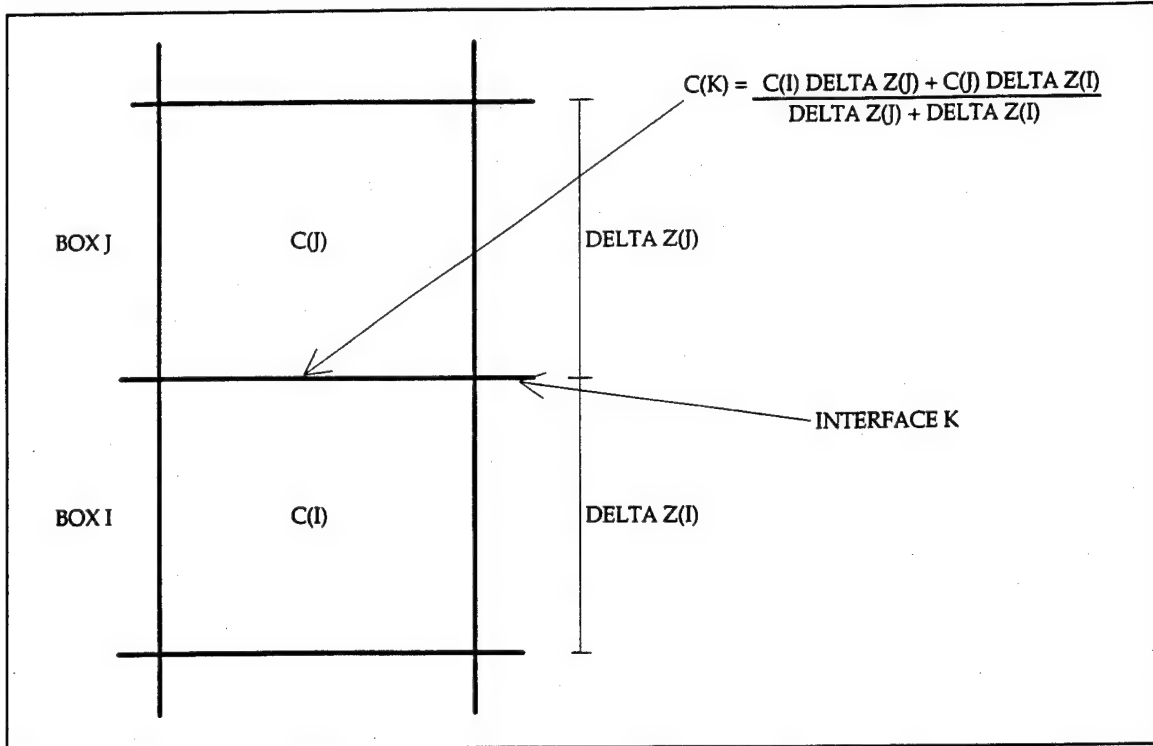 C(K) = C(I) DELTA Z(J) + C(J) DELTA Z(I)
DELTA Z(J) + DELTA Z(I)
BOX J
C(J)
DELTA Z(J)
INTERFACE K
BOX I
C(I)
DELTA Z(I)